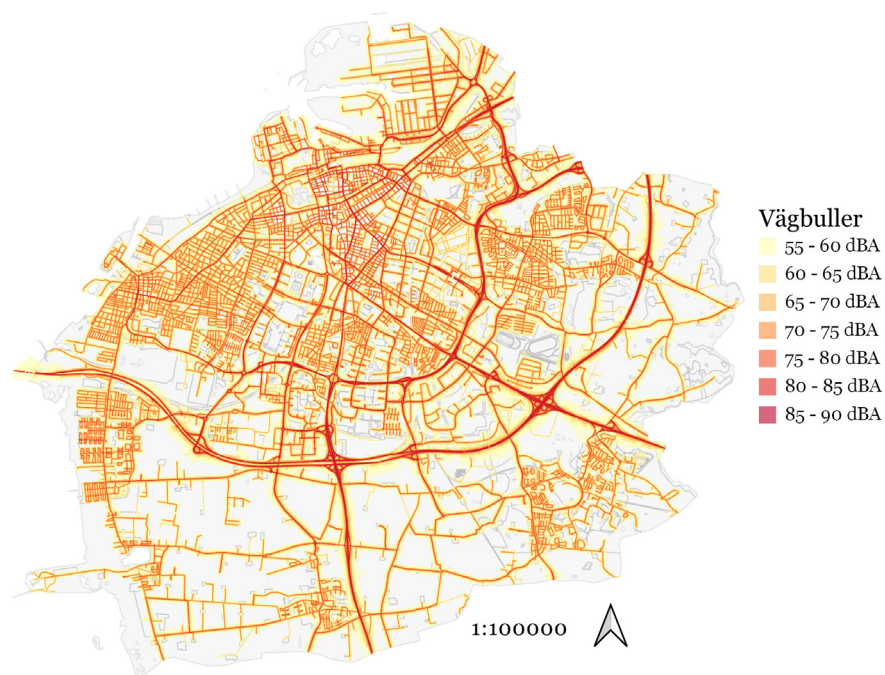 Vägbuller
55 - 60 dBA
60 - 65 dBA
65 - 70 dBA
70 - 75 dBA
75 - 80 dBA
80 - 85 dBA
85 - 90 dBA
1:100000